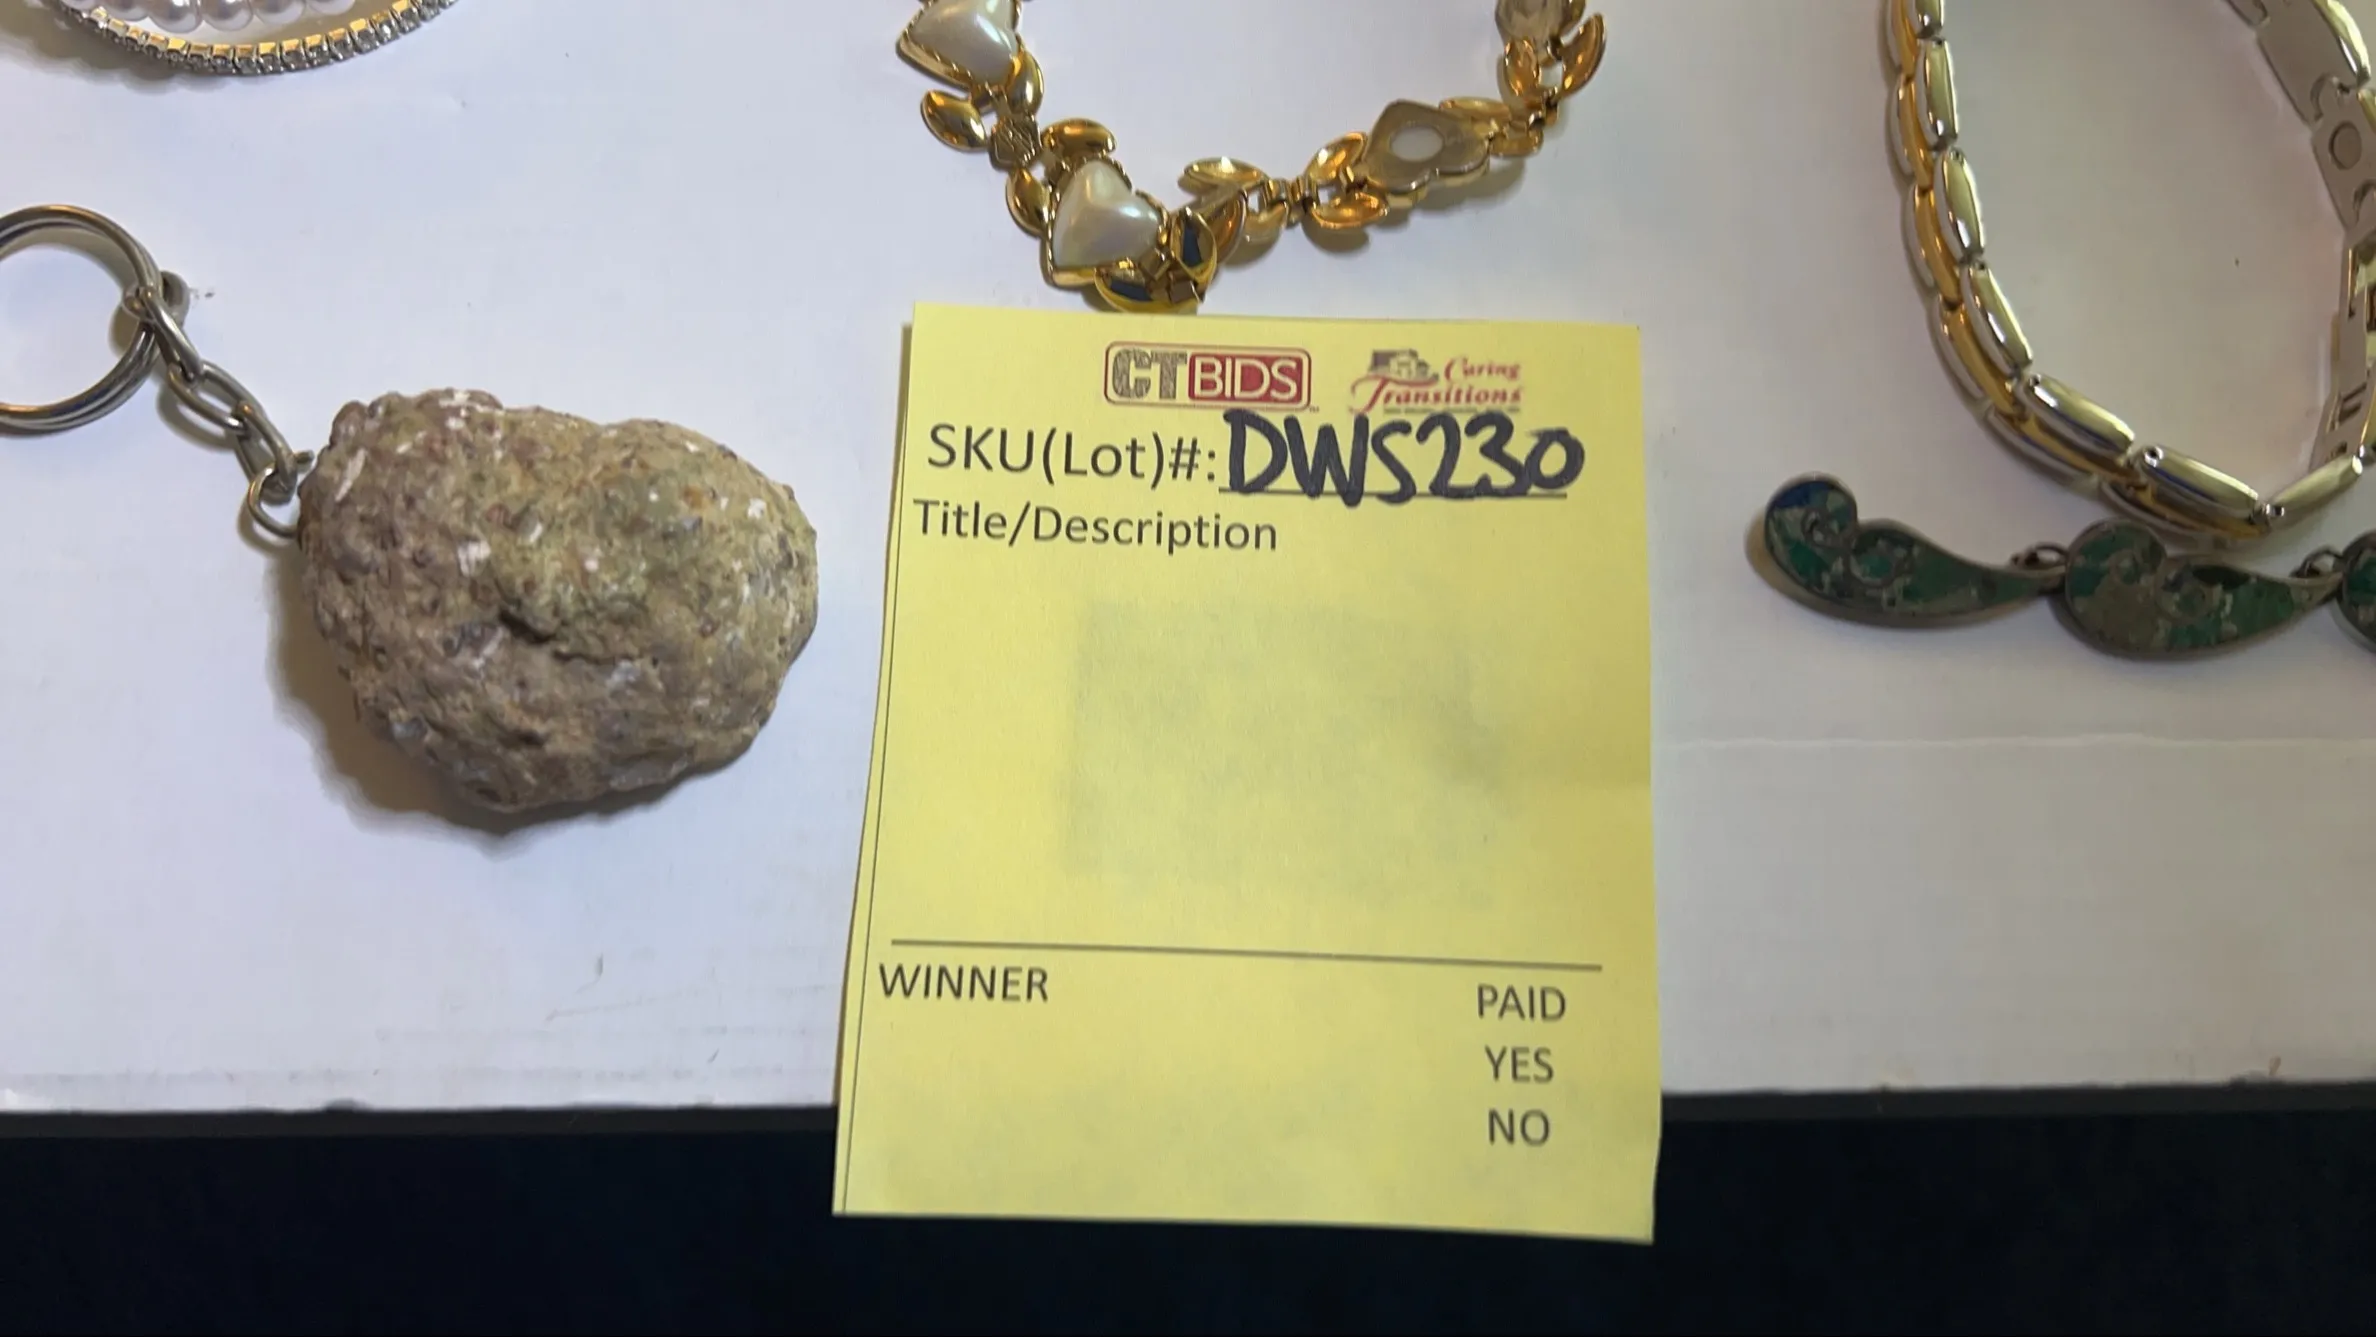 CTBIDS Caring
Transitions
SKU(Lot)#: DWS230
Title/Description
WINNER PAID
YES
NO